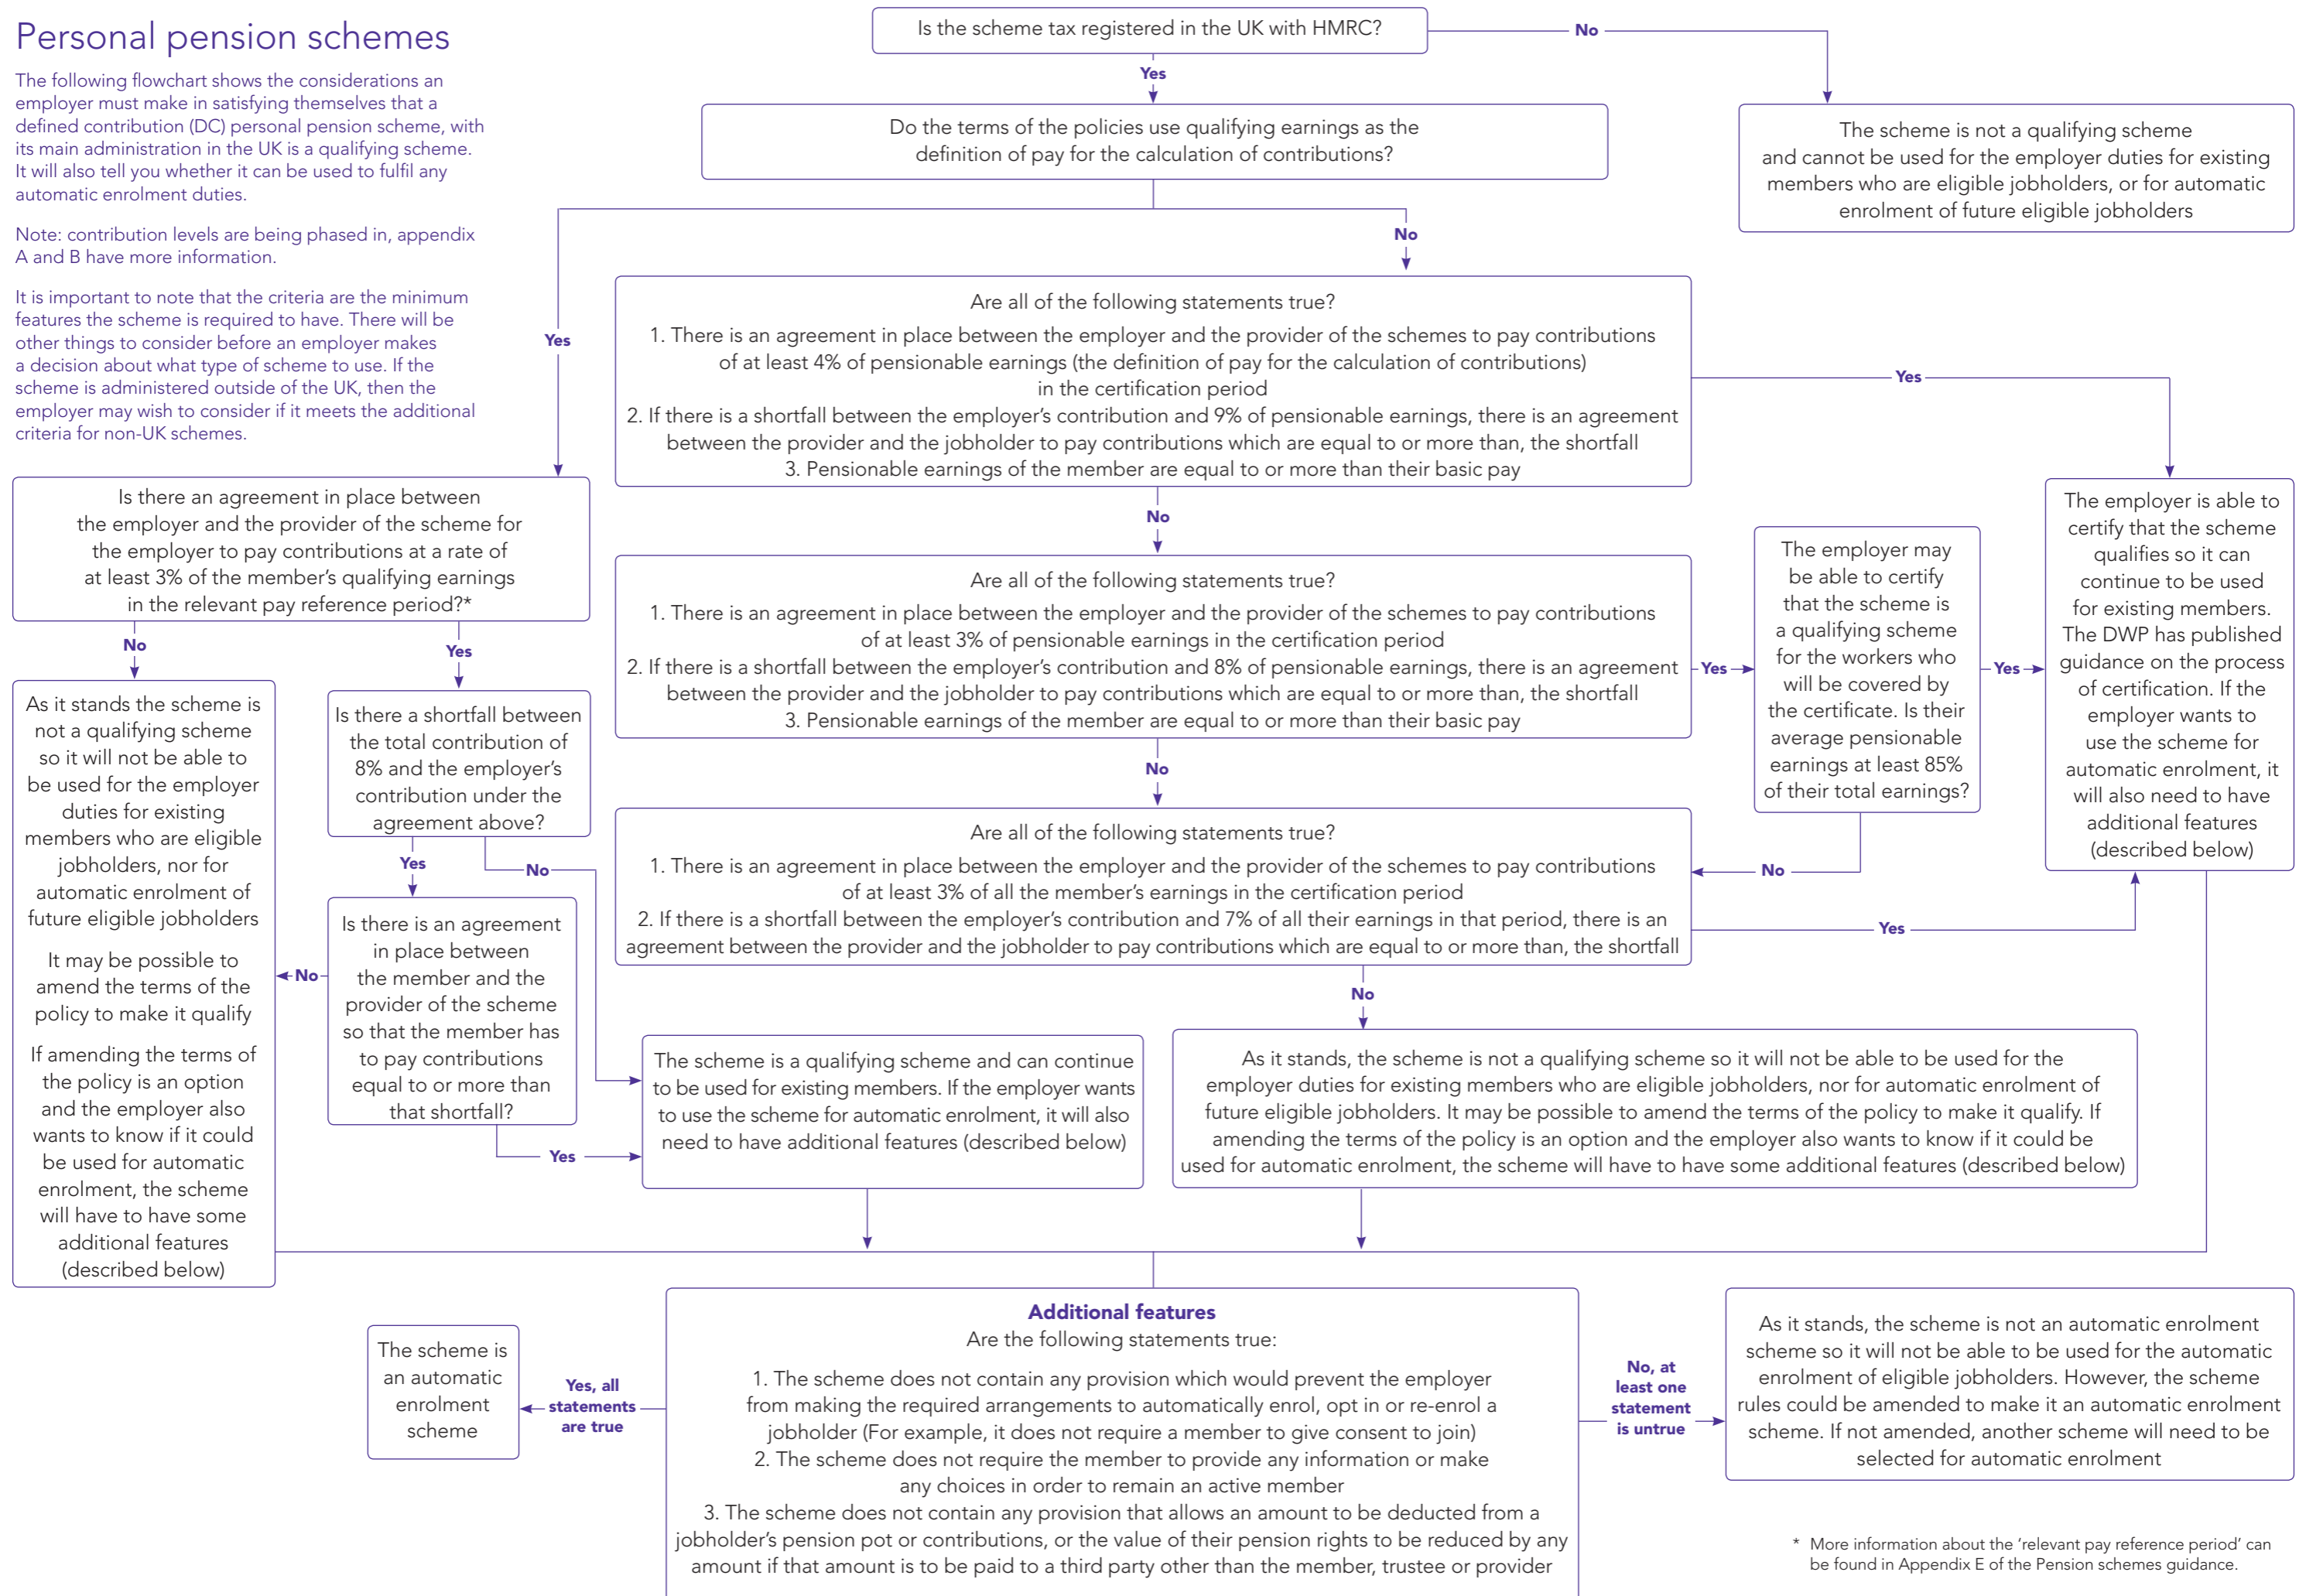 Personal pension schemes
The following flowchart shows the considerations an
employer must make in satisfying themselves that a
defined contribution (DC) personal pension scheme, with
its main administration in the UK is a qualifying scheme.
It will also tell you whether it can be used to fulfil any
automatic enrolment duties.
Note: contribution levels are being phased in, appendix
A and B have more information.
It is important to note that the criteria are the minimum
features the scheme is required to have. There will be
other things to consider before an employer makes
a decision about what type of scheme to use. If the
scheme is administered outside of the UK, then the
employer may wish to consider if it meets the additional
criteria for non-UK schemes.
Is the scheme tax registered in the UK with HMRC?
No
Yes
Do the terms of the policies use qualifying earnings as the
definition of pay for the calculation of contributions?
The scheme is not a qualifying scheme
and cannot be used for the employer duties for existing
members who are eligible jobholders, or for automatic
enrolment of future eligible jobholders
No
Yes
Are all of the following statements true?
1. There is an agreement in place between the employer and the provider of the schemes to pay contributions
of at least 4% of pensionable earnings (the definition of pay for the calculation of contributions)
in the certification period
2. If there is a shortfall between the employer's contribution and 9% of pensionable earnings, there is an agreement
between the provider and the jobholder to pay contributions which are equal to or more than, the shortfall
3. Pensionable earnings of the member are equal to or more than their basic pay
Yes
No
Is there an agreement in place between
the employer and the provider of the scheme for
the employer to pay contributions at a rate of
at least 3% of the member's qualifying earnings
in the relevant pay reference period?*
No
Yes
Are all of the following statements true?
1. There is an agreement in place between the employer and the provider of the schemes to pay contributions
of at least 3% of pensionable earnings in the certification period
2. If there is a shortfall between the employer's contribution and 8% of pensionable earnings, there is an agreement
between the provider and the jobholder to pay contributions which are equal to or more than, the shortfall
3. Pensionable earnings of the member are equal to or more than their basic pay
Yes
No
The employer may
be able to certify
that the scheme is
a qualifying scheme
for the workers who
will be covered by
the certificate. Is their
average pensionable
earnings at least 85%
of their total earnings?
Yes
No
The employer is able to
certify that the scheme
qualifies so it can
continue to be used
for existing members.
The DWP has published
guidance on the process
of certification. If the
employer wants to
use the scheme for
automatic enrolment, it
will also need to have
additional features
(described below)
As it stands the scheme is
not a qualifying scheme
so it will not be able to
be used for the employer
duties for existing
members who are eligible
jobholders, nor for
automatic enrolment of
future eligible jobholders
It may be possible to
amend the terms of the
policy to make it qualify
If amending the terms of
the policy is an option
and the employer also
wants to know if it could
be used for automatic
enrolment, the scheme
will have to have some
additional features
(described below)
Is there a shortfall between
the total contribution of
8% and the employer's
contribution under the
agreement above?
Yes
No
Is there is an agreement
in place between
the member and the
provider of the scheme
so that the member has
to pay contributions
equal to or more than
that shortfall?
No
Yes
Are all of the following statements true?
1. There is an agreement in place between the employer and the provider of the schemes to pay contributions
of at least 3% of all the member's earnings in the certification period
2. If there is a shortfall between the employer's contribution and 7% of all their earnings in that period, there is an
agreement between the provider and the jobholder to pay contributions which are equal to or more than, the shortfall
Yes
No
The scheme is a qualifying scheme and can continue
to be used for existing members. If the employer wants
to use the scheme for automatic enrolment, it will also
need to have additional features (described below)
As it stands, the scheme is not a qualifying scheme so it will not be able to be used for the
employer duties for existing members who are eligible jobholders, nor for automatic enrolment of
future eligible jobholders. It may be possible to amend the terms of the policy to make it qualify. If
amending the terms of the policy is an option and the employer also wants to know if it could be
used for automatic enrolment, the scheme will have to have some additional features (described below)
Additional features
Are the following statements true:
1. The scheme does not contain any provision which would prevent the employer
from making the required arrangements to automatically enrol, opt in or re-enrol a
jobholder (For example, it does not require a member to give consent to join)
2. The scheme does not require the member to provide any information or make
any choices in order to remain an active member
3. The scheme does not contain any provision that allows an amount to be deducted from a
jobholder's pension pot or contributions, or the value of their pension rights to be reduced by any
amount if that amount is to be paid to a third party other than the member, trustee or provider
Yes, all
statements
are true
The scheme is
an automatic
enrolment
scheme
No, at
least one
statement
is untrue
As it stands, the scheme is not an automatic enrolment
scheme so it will not be able to be used for the automatic
enrolment of eligible jobholders. However, the scheme
rules could be amended to make it an automatic enrolment
scheme. If not amended, another scheme will need to be
selected for automatic enrolment
* More information about the 'relevant pay reference period' can
be found in Appendix E of the Pension schemes guidance.